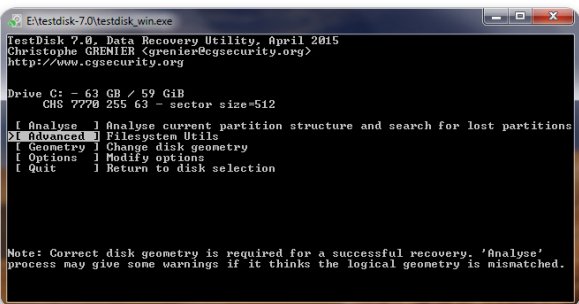 E:\testdisk-7.0\testdisk_win.exe
TestDisk 7.0, Data Recovery Utility, April 2015
Christophe GRENIER <grenier@cgsecurity.org>
http://www.cgsecurity.org
Drive C: - 63 GB / 59 GiB
CHS 7770 255 63 - sector size=512
[ Analyse ] Analyse current partition structure and search for lost partitions
>[ Advanced ] Filesystem Utils
[ Geometry ] Change disk geometry
[ Options ] Modify options
[ Quit ] Return to disk selection
Note: Correct disk geometry is required for a successful recovery. 'Analyse'
process may give some warnings if it thinks the logical geometry is mismatched.